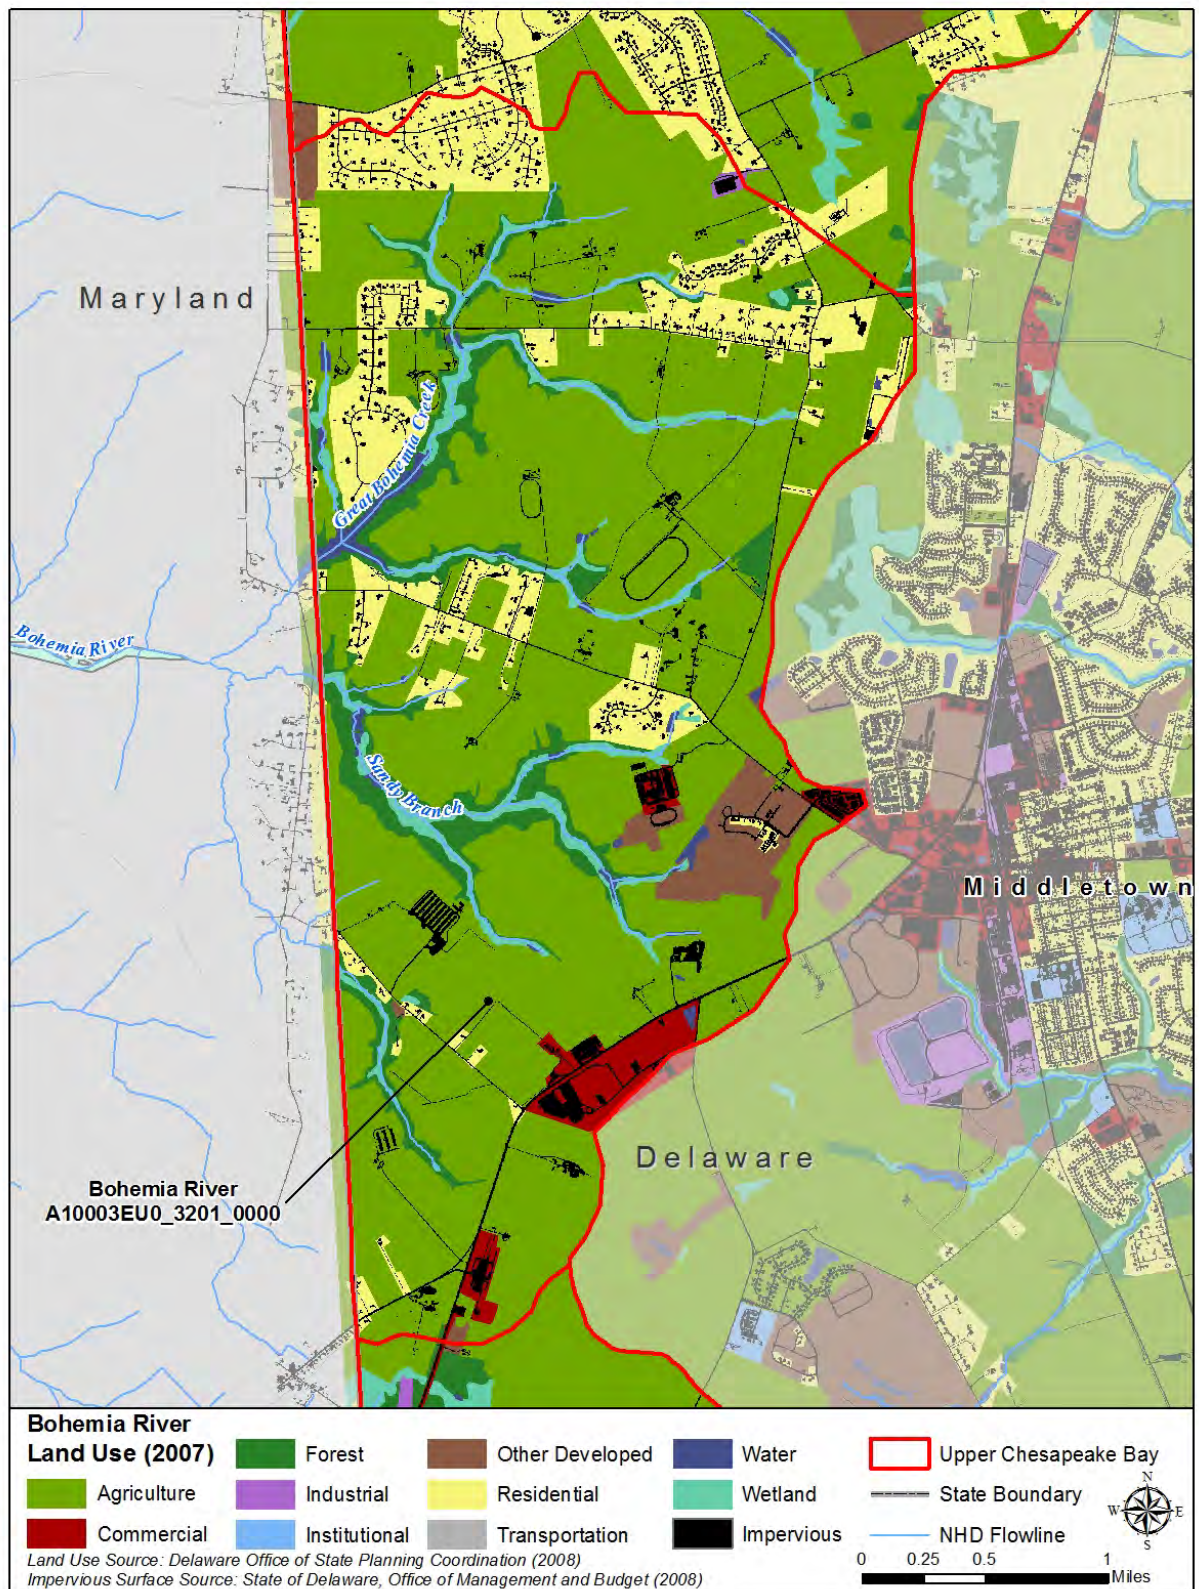 Maryland
Great Bohemia Creek
Bohemia River
Sandy Branch
Middletown
Delaware
Bohemia River
A10003EU0_3201_0000
Bohemia River
Land Use (2007)
Agriculture
Commercial
Forest
Industrial
Institutional
Other Developed
Residential
Transportation
Water
Wetland
Impervious
Upper Chesapeake Bay
State Boundary
NHD Flowline
N
W
E
S
Land Use Source: Delaware Office of State Planning Coordination (2008)
Impervious Surface Source: State of Delaware, Office of Management and Budget (2008)
0 0.25 0.5 1
Miles